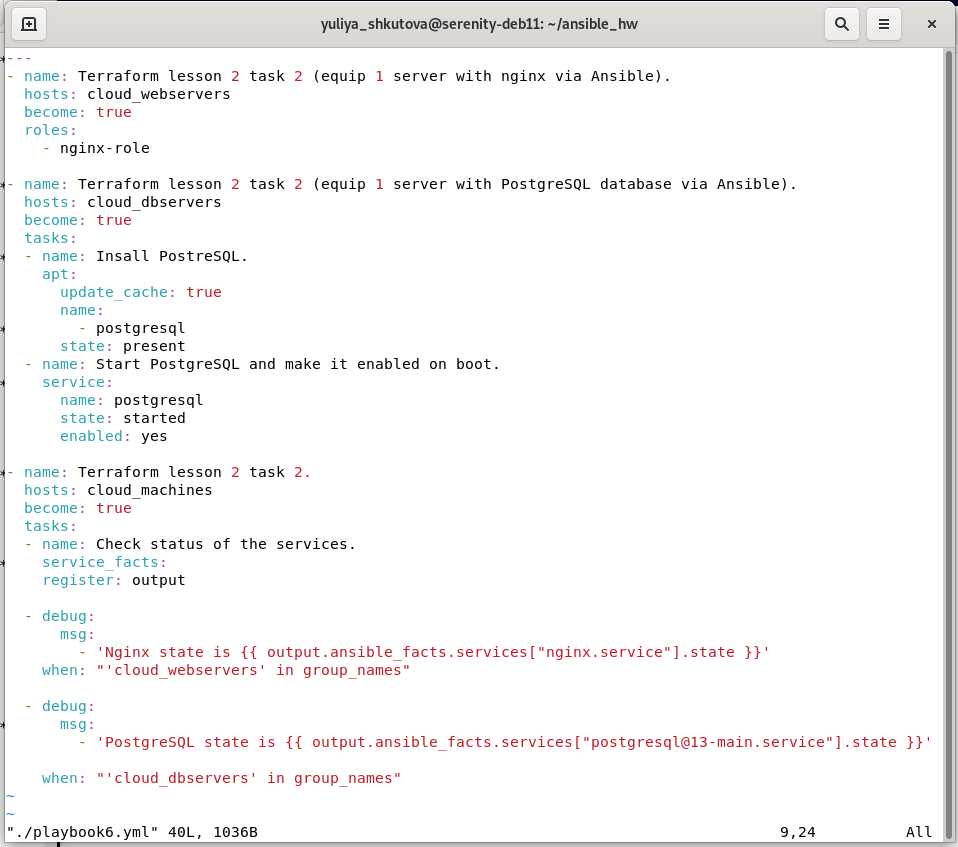 yuliya_shkutova@serenity-deb11: ~/ansible_hw
---
- name: Terraform lesson 2 task 2 (equip 1 server with nginx via Ansible).
  hosts: cloud_webservers
  become: true
  roles:
    - nginx-role

- name: Terraform lesson 2 task 2 (equip 1 server with PostgreSQL database via Ansible).
  hosts: cloud_dbservers
  become: true
  tasks:
  - name: Insall PostreSQL.
    apt:
      update_cache: true
      name:
        - postgresql
      state: present
  - name: Start PostgreSQL and make it enabled on boot.
    service:
      name: postgresql
      state: started
      enabled: yes

- name: Terraform lesson 2 task 2.
  hosts: cloud_machines
  become: true
  tasks:
  - name: Check status of the services.
    service_facts:
    register: output

  - debug:
      msg:
        - 'Nginx state is {{ output.ansible_facts.services["nginx.service"].state }}'
    when: "'cloud_webservers' in group_names"

  - debug:
      msg:
        - 'PostgreSQL state is {{ output.ansible_facts.services["postgresql@13-main.service"].state }}'

    when: "'cloud_dbservers' in group_names"
~
~
"./playbook6.yml" 40L, 1036B 9,24 All